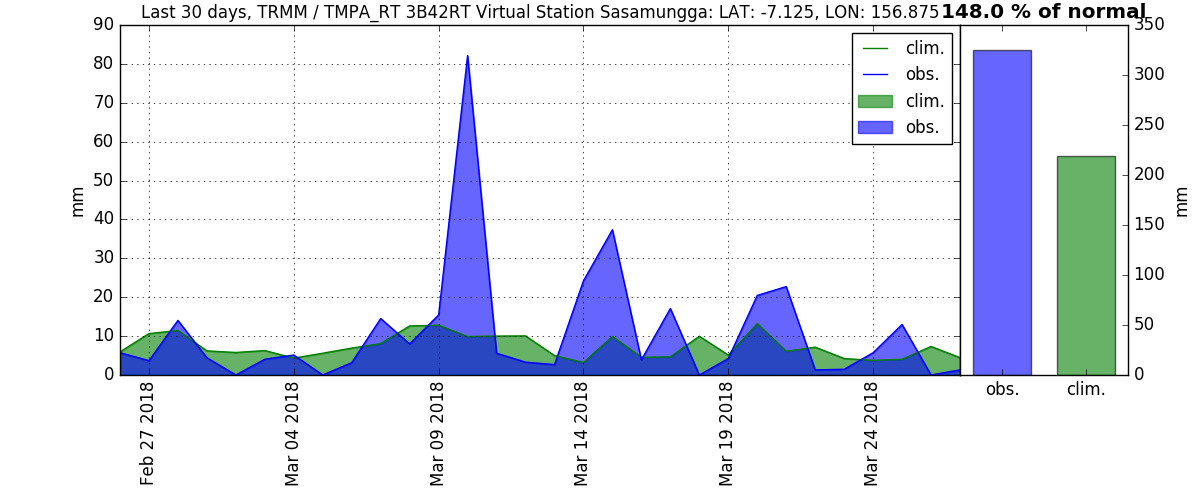 Last 30 days, TRMM / TMPA_RT 3B42RT Virtual Station Sasamungga: LAT: -7.125, LON: 156.875
148.0 % of normal
90
80
70
60
50
40
30
20
10
0
mm
clim.
obs.
clim.
obs.
Feb 27 2018
Mar 04 2018
Mar 09 2018
Mar 14 2018
Mar 19 2018
Mar 24 2018
350
300
250
200
150
100
50
0
mm
obs.
clim.